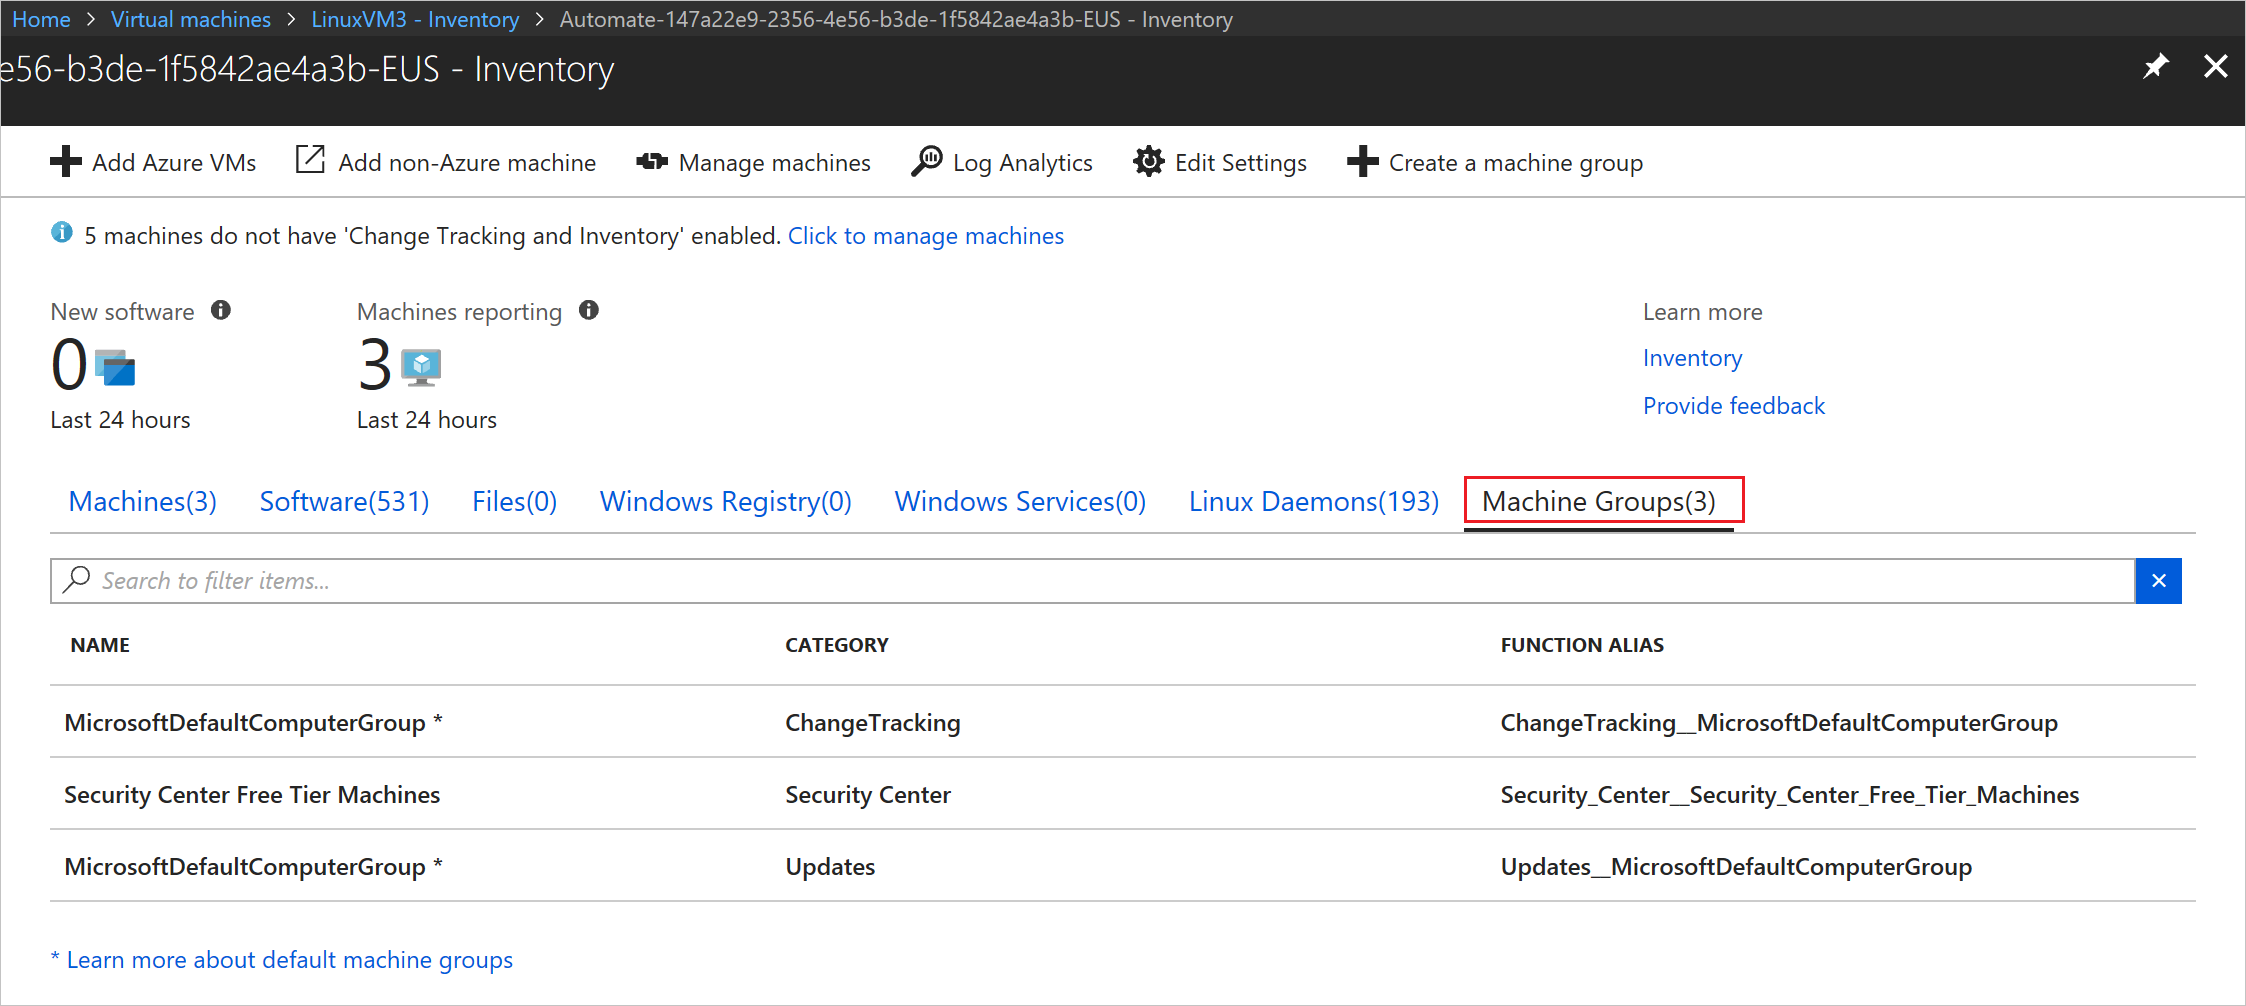 Home > Virtual machines > LinuxVM3 - Inventory > Automate-147a22e9-2356-4e56-b3de-1f5842ae4a3b-EUS - Inventory
e56-b3de-1f5842ae4a3b-EUS - Inventory
Add Azure VMs Add non-Azure machine Manage machines Log Analytics Edit Settings Create a machine group
5 machines do not have 'Change Tracking and Inventory' enabled. Click to manage machines
New software Machines reporting Learn more
0 3 Inventory
Last 24 hours Last 24 hours Provide feedback
Machines(3) Software(531) Files(0) Windows Registry(0) Windows Services(0) Linux Daemons(193) Machine Groups(3)
Search to filter items...
NAME CATEGORY FUNCTION ALIAS
MicrosoftDefaultComputerGroup * ChangeTracking ChangeTracking__MicrosoftDefaultComputerGroup
Security Center Free Tier Machines Security Center Security_Center__Security_Center_Free_Tier_Machines
MicrosoftDefaultComputerGroup * Updates Updates__MicrosoftDefaultComputerGroup
* Learn more about default machine groups